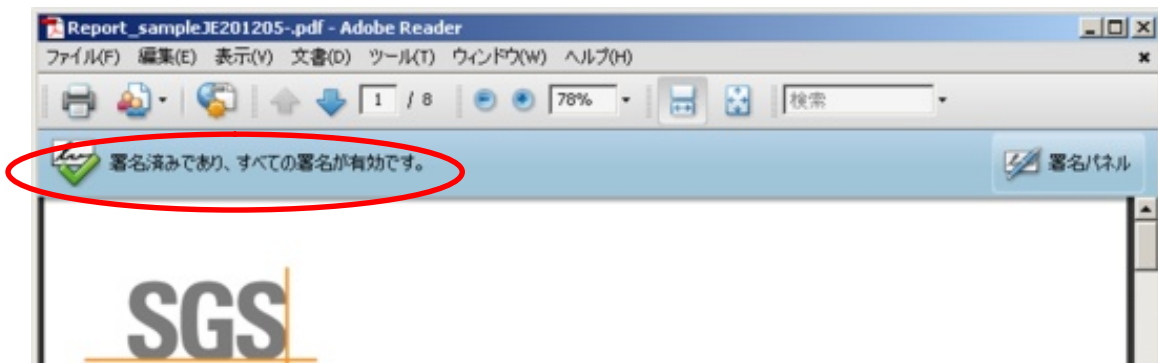 Report_sampleJE201205-.pdf - Adobe Reader
ファイル(F) 編集(E) 表示(V) 文書(D) ツール(T) ウィンドウ(W) ヘルプ(H)
1 / 8 78% 検索
署名済みであり、すべての署名が有効です。 署名パネル
SGS